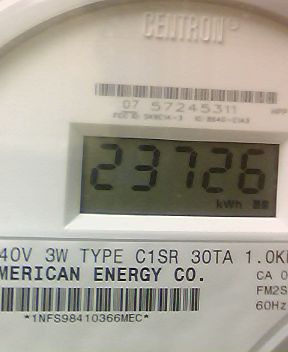 CENTRON®
07 57245311
23726
kWh
40V 3W TYPE C1SR 30TA 1.0K
MERICAN ENERGY CO.
CA 0
FM2S
60Hz
*1NFS98410366MEC*